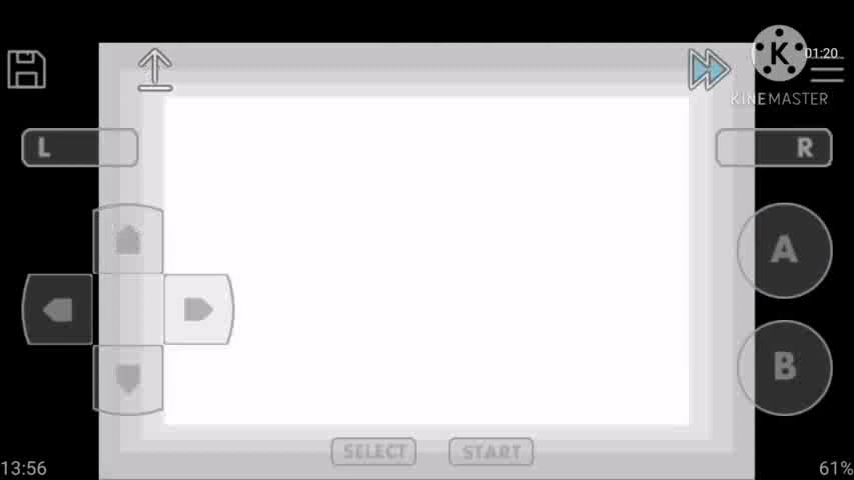 K
01:20
KINEMASTER
L
R
A
B
SELECT
START
13:56
61%